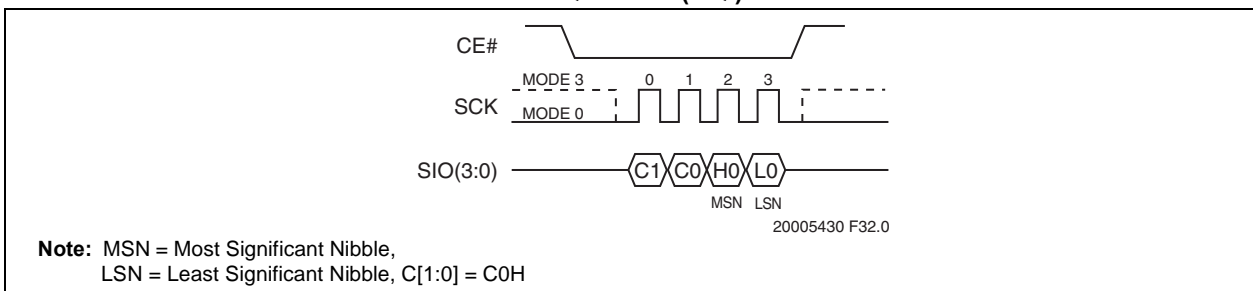 CE#
MODE 3 0 1 2 3
SCK
MODE 0
SIO(3:0) C1 C0 H0 L0
MSN LSN
20005430 F32.0
Note: MSN = Most Significant Nibble,
LSN = Least Significant Nibble, C[1:0] = C0H